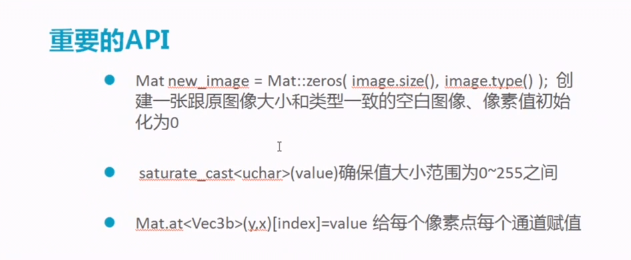 重要的API
Mat new_image = Mat::zeros( image.size(), image.type() );  创
建一张跟原图像大小和类型一致的空白图像、像素值初始
化为0
saturate_cast<uchar>(value)确保值大小范围为0~255之间
Mat.at<Vec3b>(y,x)[index]=value 给每个像素点每个通道赋值